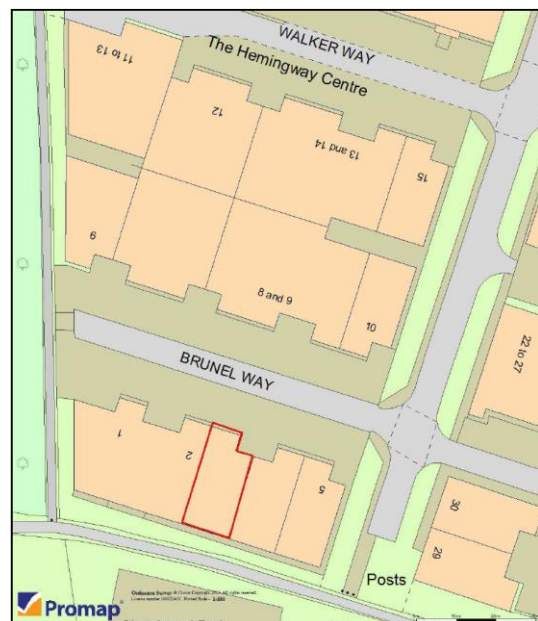 WALKER WAY
The Hemingway Centre
11 to 13
12
13 and 14
15
9
8 and 9
10
22 to 27
BRUNEL WAY
1
2
5
30
29
Posts
Promap